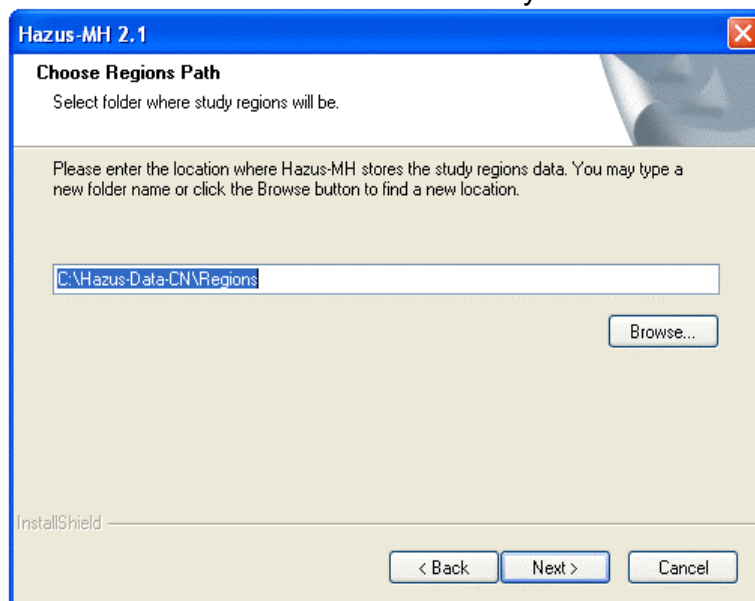 Hazus-MH 2.1
Choose Regions Path
Select folder where study regions will be.
Please enter the location where Hazus-MH stores the study regions data. You may type a
new folder name or click the Browse button to find a new location.
C:\Hazus-Data-CN\Regions
Browse...
InstallShield
< Back
Next >
Cancel